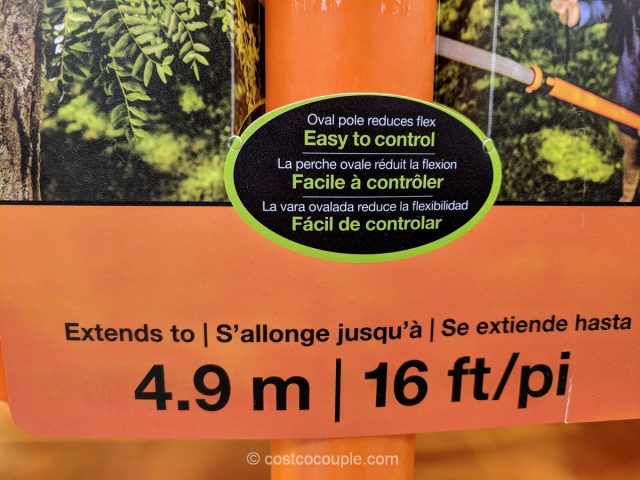 Oval pole reduces flex
Easy to control
La perche ovale réduit la flexion
Facile à contrôler
La vara ovalada reduce la flexibilidad
Fácil de controlar
Extends to | S'allonge jusqu'à | Se extiende hasta
4.9 m | 16 ft/pi
© costcocouple.com